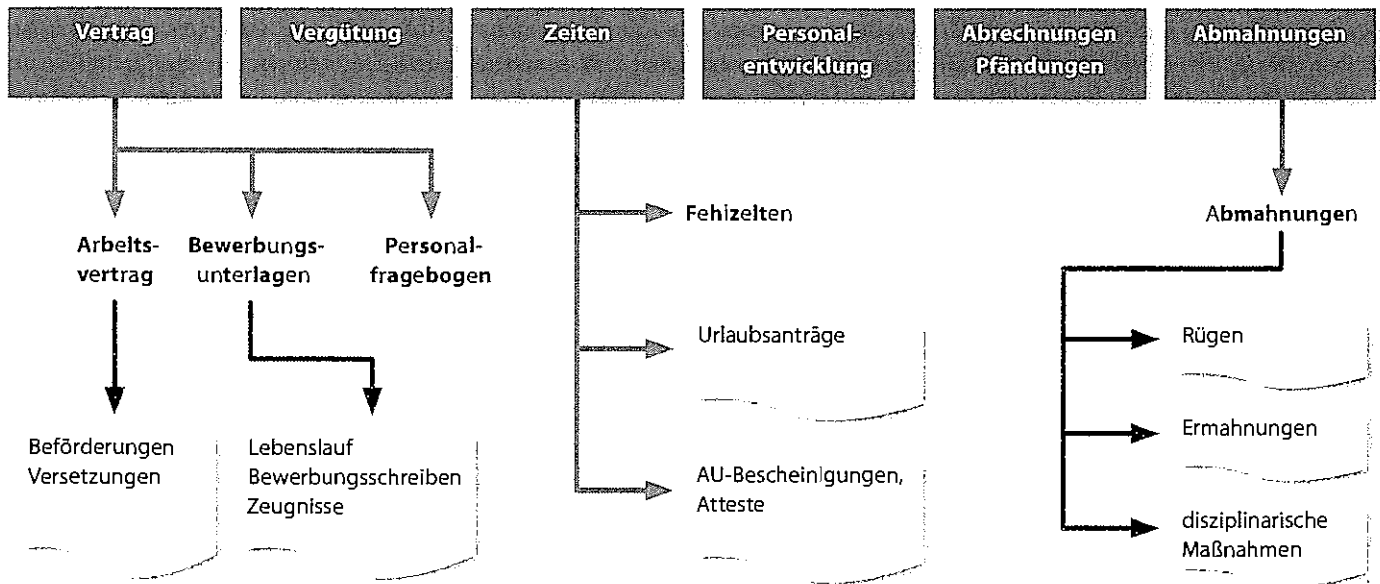 Vertrag
Vergütung
Zeiten
Personal-
entwicklung
Abrechnungen
Pfändungen
Abmahnungen
Arbeits-
vertrag
Bewerbungs-
unterlagen
Personal-
fragebogen
Fehlzeiten
Abmahnungen
Urlaubsanträge
Rügen
Ermahnungen
Beförderungen
Versetzungen
Lebenslauf
Bewerbungsschreiben
Zeugnisse
AU-Bescheinigungen,
Atteste
disziplinarische
Maßnahmen